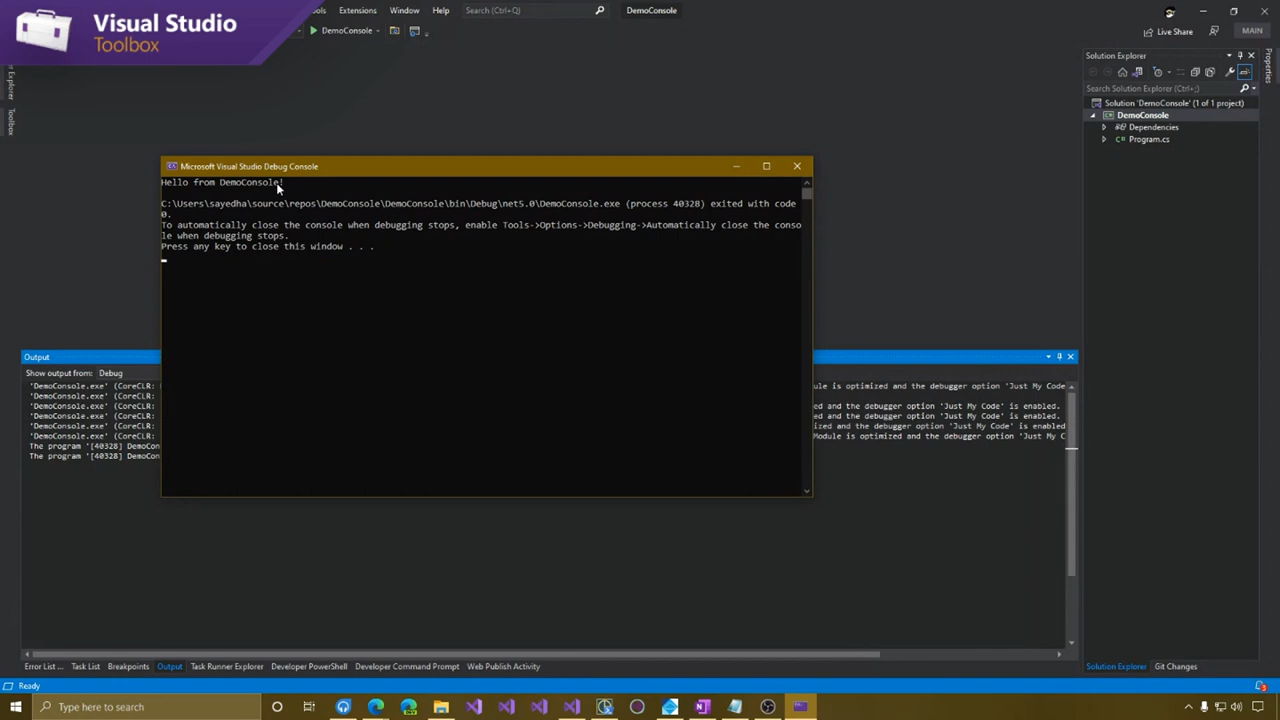 Visual Studio
Toolbox
Extensions
Window
Help
Search (Ctrl+Q)
DemoConsole
DemoConsole
Live Share
MAIN
Toolbox
Properties
Solution Explorer
Search Solution Explorer (Ctrl+;)
Solution 'DemoConsole' (1 of 1 project)
DemoConsole
Dependencies
C# Program.cs
Microsoft Visual Studio Debug Console
Hello from DemoConsole!
C:\Users\sayedha\source\repos\DemoConsole\DemoConsole\bin\Debug\net5.0\DemoConsole.exe (process 40328) exited with code
0.
To automatically close the console when debugging stops, enable Tools->Options->Debugging->Automatically close the conso
le when debugging stops.
Press any key to close this window . . .
Output
Show output from: Debug
'DemoConsole.exe' (CoreCLR: is optimized and the debugger option 'Just My Code
'DemoConsole.exe' (CoreCLR:
'DemoConsole.exe' (CoreCLR: and the debugger option 'Just My Code' is enabled.
'DemoConsole.exe' (CoreCLR: and the debugger option 'Just My Code' is enabled.
'DemoConsole.exe' (CoreCLR: and the debugger option 'Just My Code' is enabled
'DemoConsole.exe' (CoreCLR: Module is optimized and the debugger option 'Just My C
The program '[40328] DemoCon
The program '[40328] DemoCon
Error List ...
Task List
Breakpoints
Output
Task Runner Explorer
Developer PowerShell
Developer Command Prompt
Web Publish Activity
Solution Explorer
Git Changes
Ready
3
Type here to search